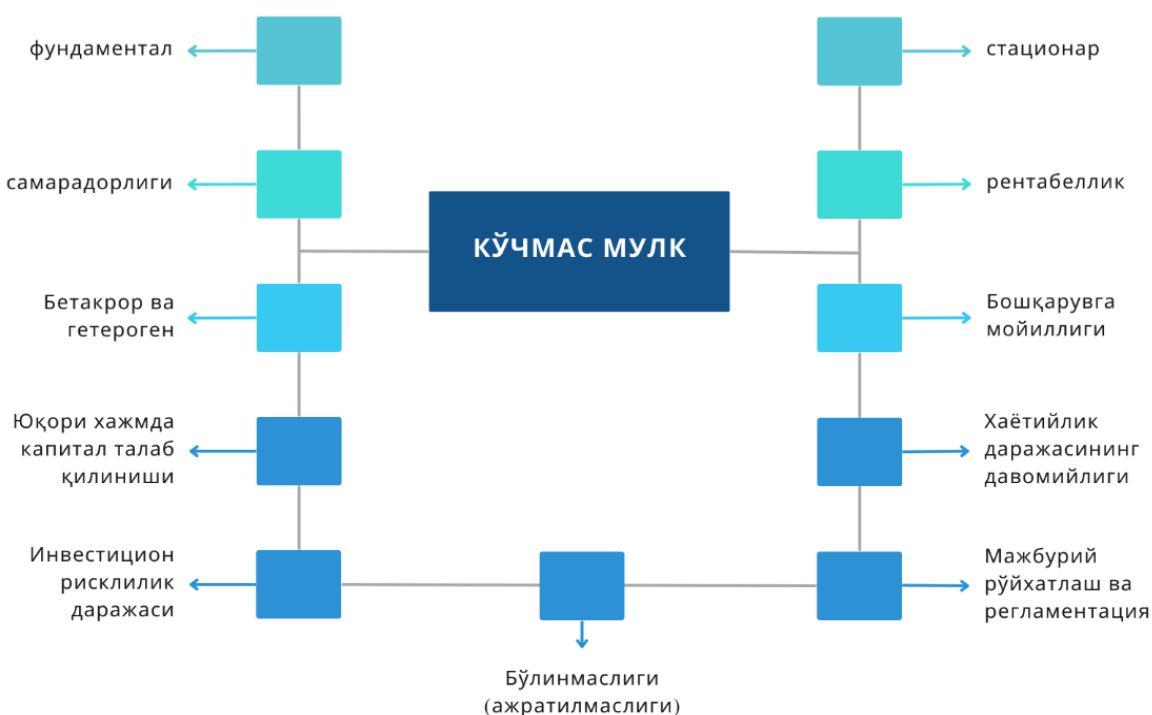 фундаментал
стационар
самарадорлиги
рентабеллик
КЎЧМАС МУЛК
Бетакрор ва
гетероген
Бошқарувга
мойиллиги
Юқори хажмда
капитал талаб
қилиниши
Хаётийлик
даражасининг
давомийлиги
Инвестицион
рисклилик
даражаси
Мажбурий
рўйхатлаш ва
регламентация
Бўлинмаслиги
(ажратилмаслиги)